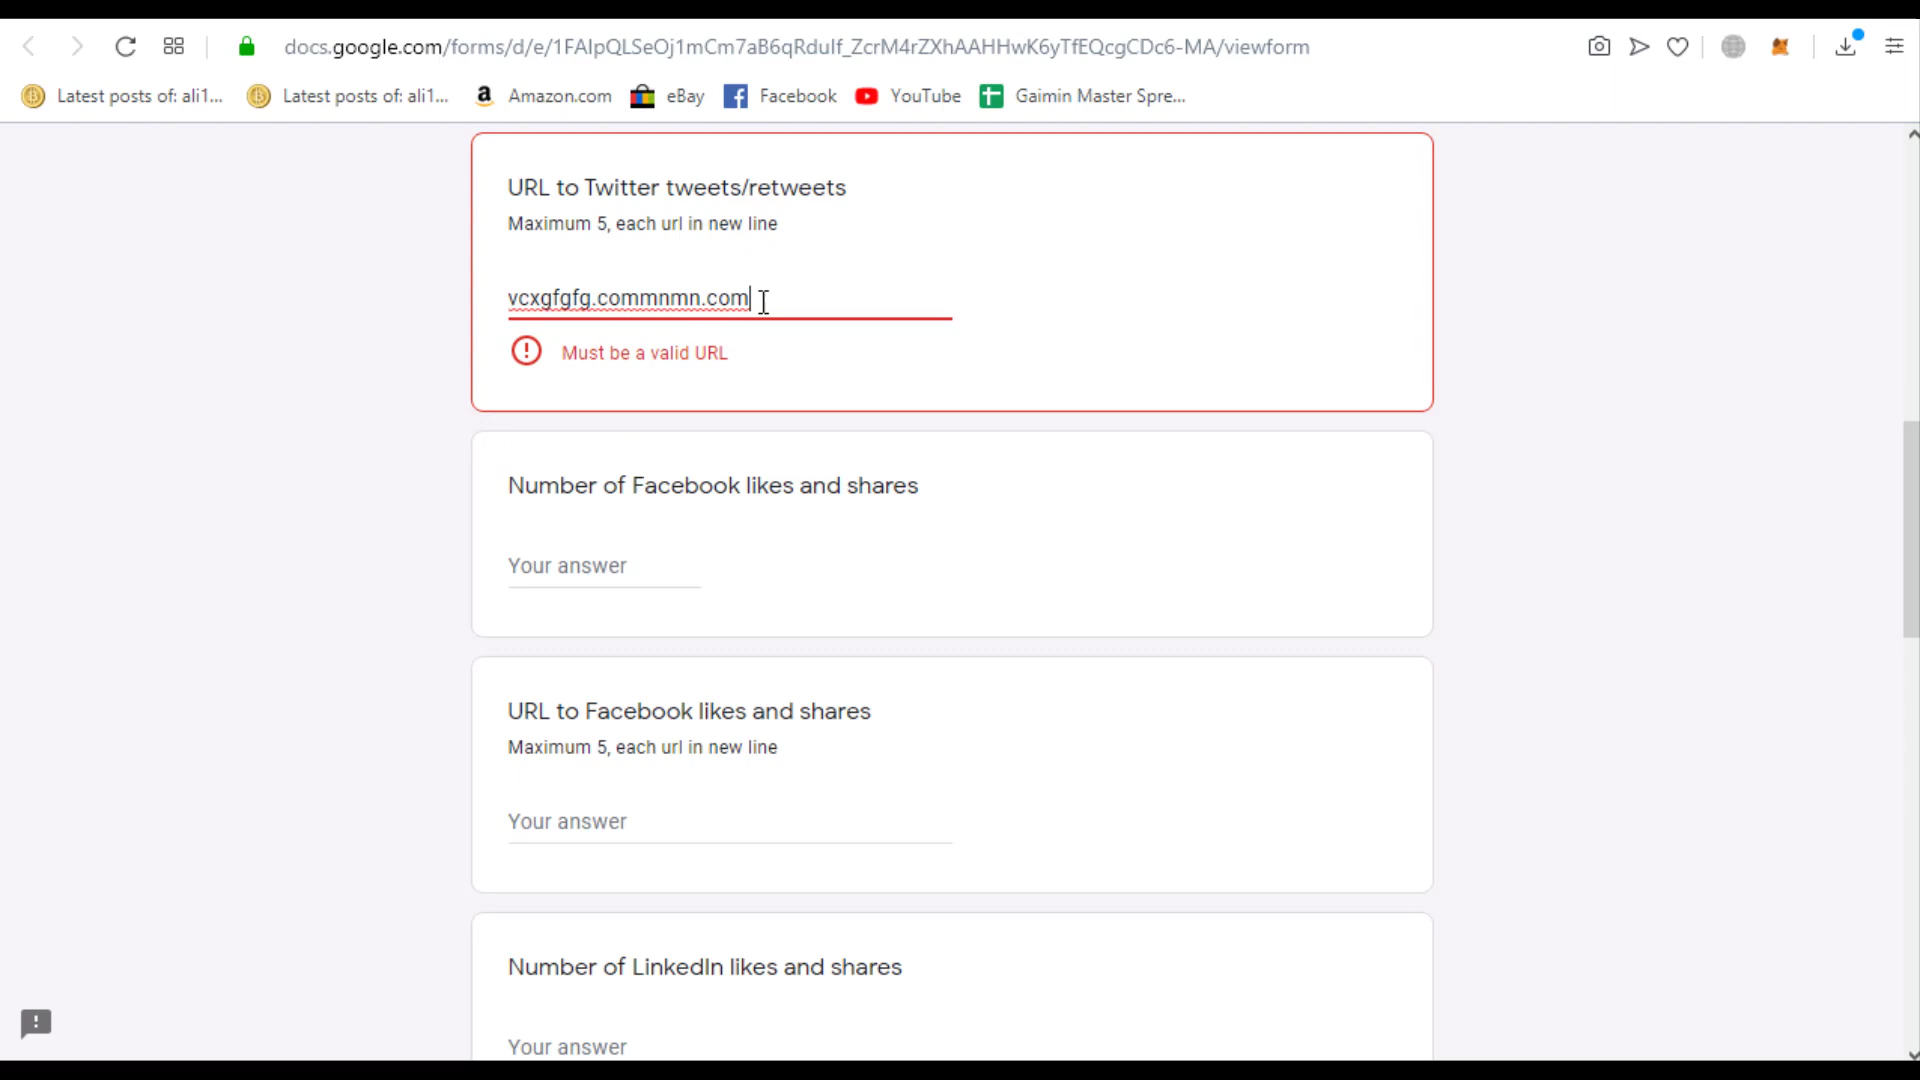 docs.google.com/forms/d/e/1FAIpQLSeOj1mCm7aB6qRdulf_ZcrM4rZXhAAHHwK6yTfEQcgCDc6-MA/viewform
Latest posts of: ali1... Latest posts of: ali1... Amazon.com eBay Facebook YouTube Gaimin Master Spre...
URL to Twitter tweets/retweets
Maximum 5, each url in new line
vcxgfgfg.commnmn.com
Must be a valid URL
Number of Facebook likes and shares
Your answer
URL to Facebook likes and shares
Maximum 5, each url in new line
Your answer
Number of LinkedIn likes and shares
Your answer